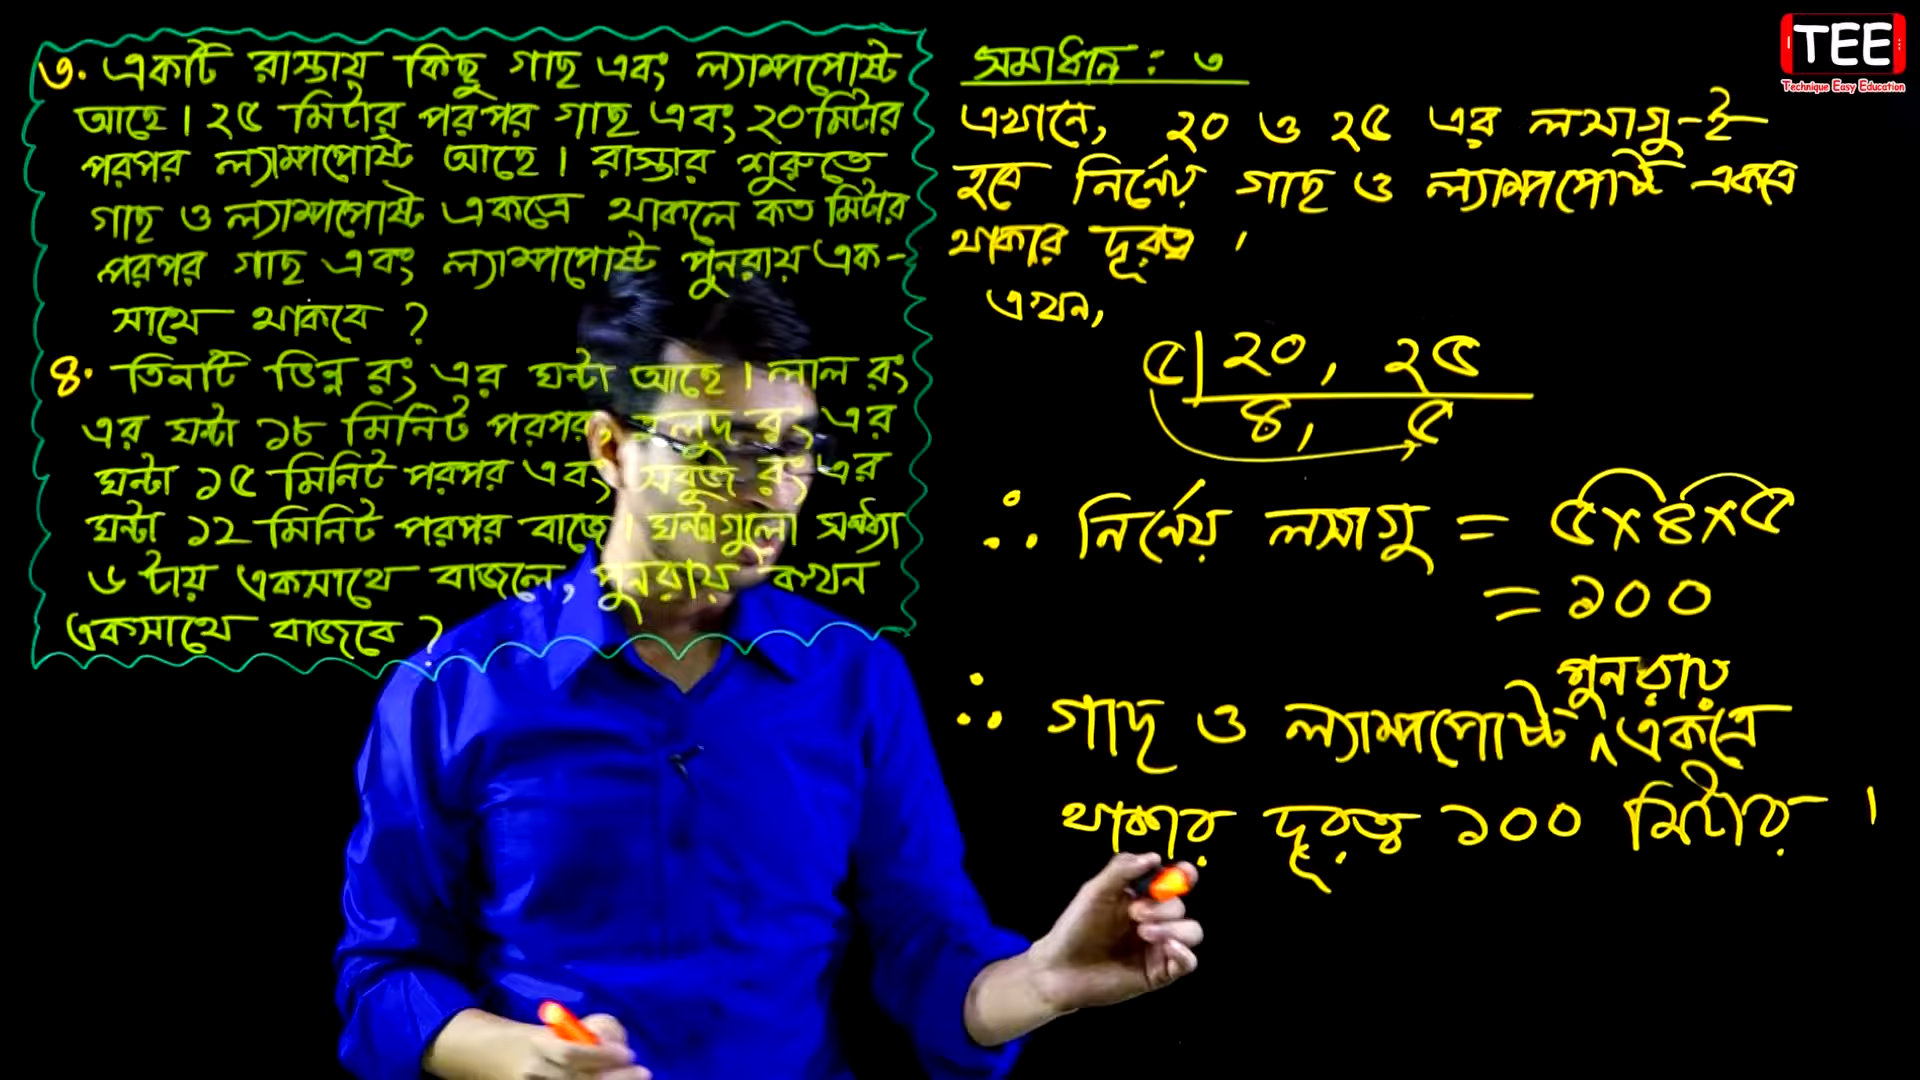 ৩. একটি রাস্তায় কিছু গাছ এবং ল্যাম্পপোষ্ট
আছে। ২৫ মিটার পরপর গাছ এবং ২০ মিটার
পরপর ল্যাম্পপোষ্ট আছে। রাস্তার শুরুতে
গাছ ও ল্যাম্পপোষ্ট একত্রে থাকলে কত মিটার
পরপর গাছ এবং ল্যাম্পপোষ্ট পুনরায় এক-
সাথে থাকবে ?
৪. তিনটি ভিন্ন রং এর ঘন্টা আছে। লাল রং
এর ঘন্টা ১৮ মিনিট পরপর, হলুদ রং এর
ঘন্টা ১৫ মিনিট পরপর এবং সবুজ রং এর
ঘন্টা ১২ মিনিট পরপর বাজে। ঘন্টাগুলো সন্ধ্যা
৬ টায় একসাথে বাজলে, পুনরায় কখন
একসাথে বাজবে ?
সমাধান : ৩
এখানে, ২০ ও ২৫ এর লসাগু-ই
হবে নির্নেয় গাছ ও ল্যাম্পপোষ্ট একত্রে
থাকার দূরত্ব ।
এখন,
৫| ২০, ২৫
৪, ৫
∴ নির্নেয় লসাগু = ৫×৪×৫
= ১০০
∴ গাছ ও ল্যাম্পপোষ্ট পুনরায় একত্রে
থাকার দূরত্ব ১০০ মিটার ।
TEE
Technique Easy Education